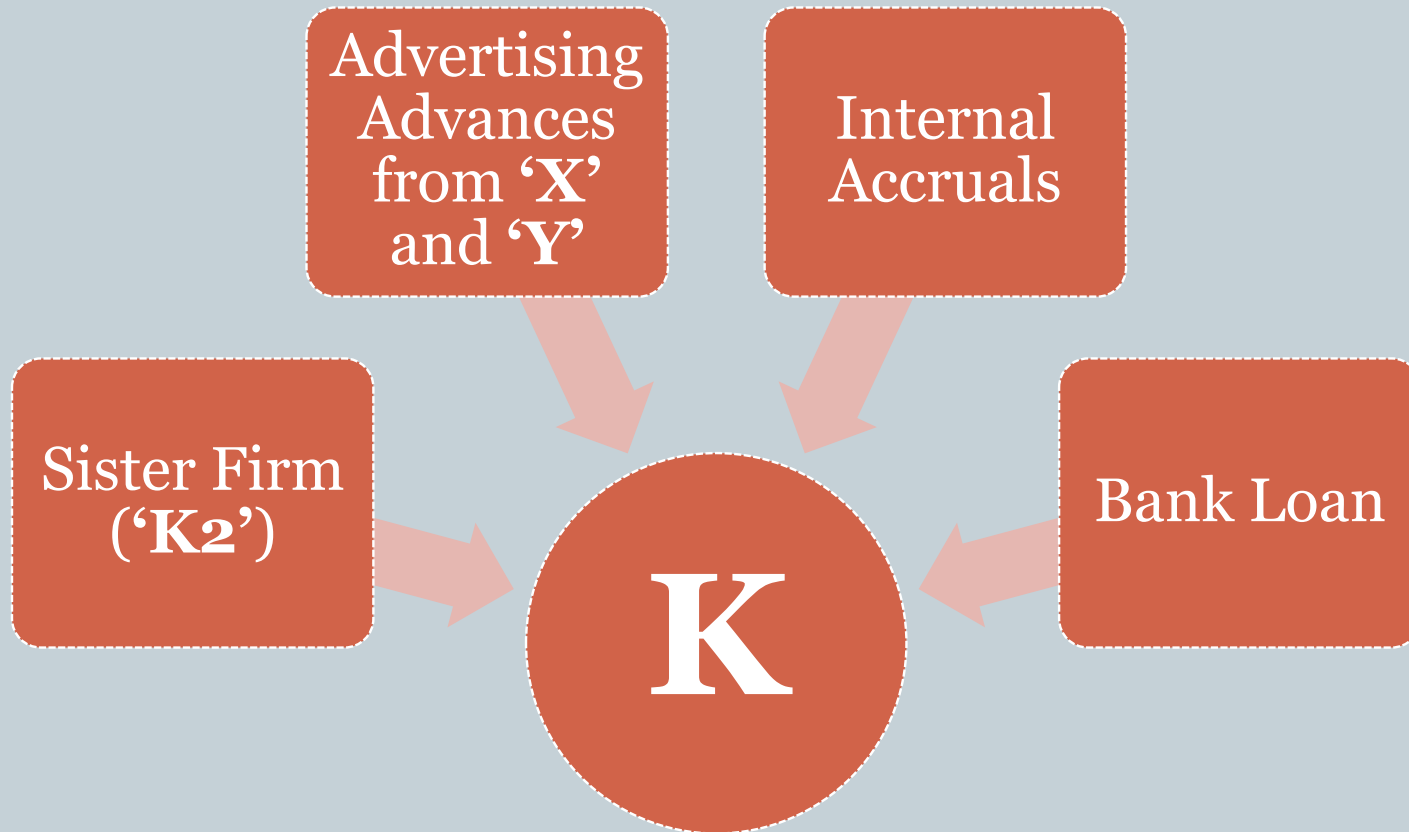 Advertising
Advances
from ‘X’
and ‘Y’
Internal
Accruals
Sister Firm
(‘K2’)
Bank Loan
K